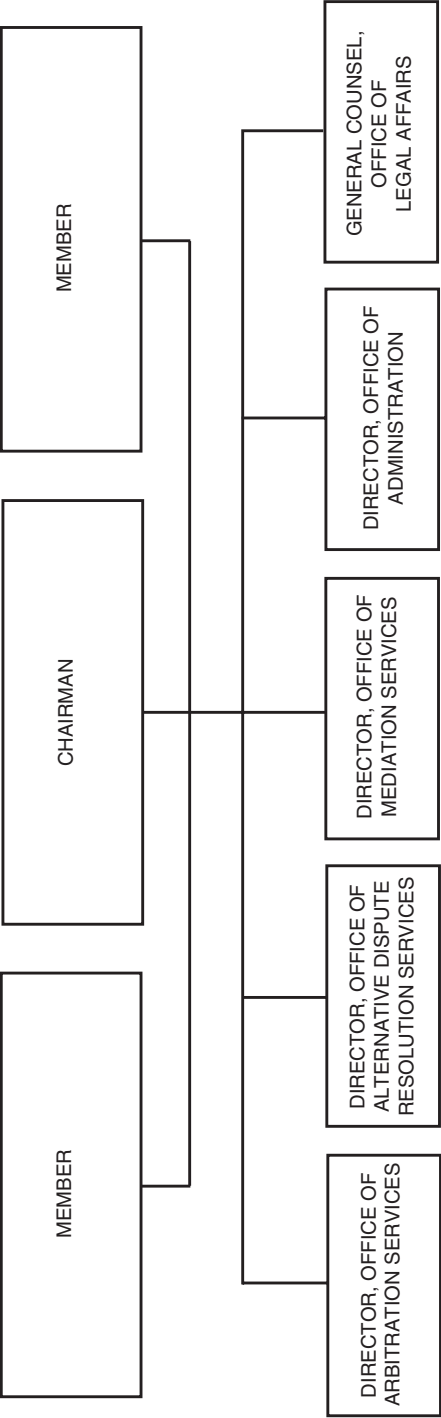 MEMBER
CHAIRMAN
MEMBER
DIRECTOR, OFFICE OF
ARBITRATION SERVICES
DIRECTOR, OFFICE OF
ALTERNATIVE DISPUTE
RESOLUTION SERVICES
DIRECTOR, OFFICE OF
MEDIATION SERVICES
DIRECTOR, OFFICE OF
ADMINISTRATION
GENERAL COUNSEL,
OFFICE OF
LEGAL AFFAIRS